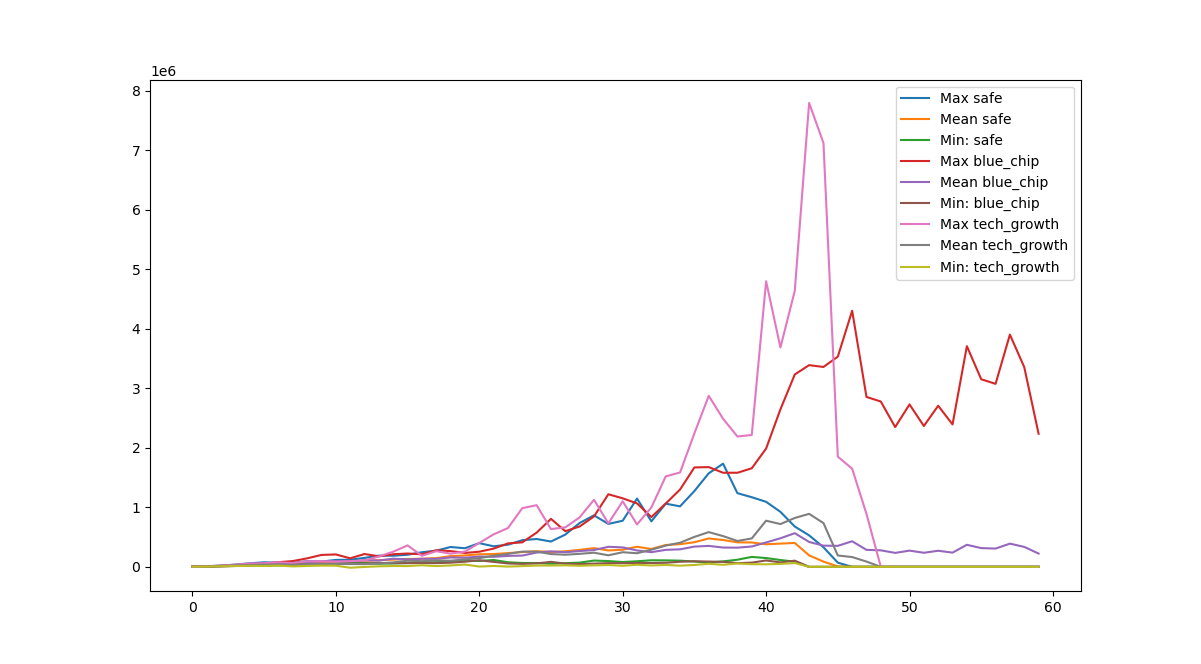 1e6
8
7
6
5
4
3
2
1
0
0 10 20 30 40 50 60
Max safe
Mean safe
Min: safe
Max blue_chip
Mean blue_chip
Min: blue_chip
Max tech_growth
Mean tech_growth
Min: tech_growth